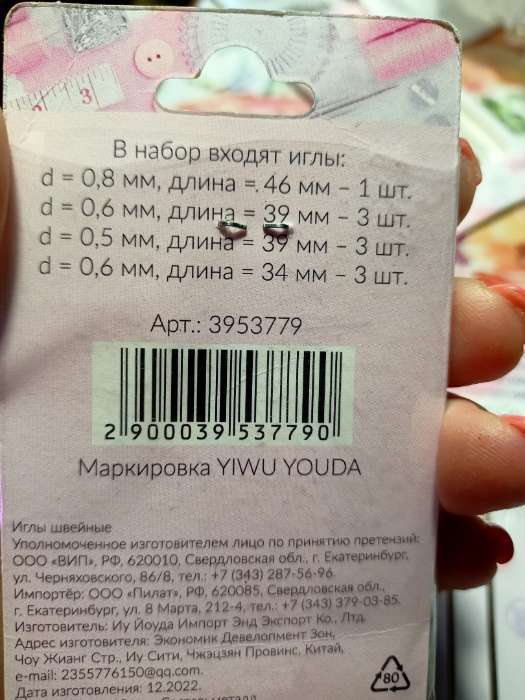 В набор входят иглы:
d = 0,8 мм, длина = 46 мм – 1 шт.
d = 0,6 мм, длина = 39 мм – 3 шт.
d = 0,5 мм, длина = 39 мм – 3 шт.
d = 0,6 мм, длина = 34 мм – 3 шт.
Арт.: 3953779
2 900039 537790
Маркировка YIWU YOUDA
Иглы швейные
Уполномоченное изготовителем лицо по принятию претензий:
ООО «ВИП», РФ, 620010, Свердловская обл., г. Екатеринбург,
ул. Черняховского, 86/8, тел.: +7 (343) 287-56-96.
Импортёр: ООО «Пилат», РФ, 620085, Свердловская обл.,
г. Екатеринбург, ул. 8 Марта, 212-4, тел.: +7 (343) 379-03-85.
Изготовитель: Иу Йоуда Импорт Энд Экспорт Ко., Лтд.
Адрес изготовителя: Экономик Девелопмент Зон,
Чоу Жианг Стр., Иу Сити, Чжэцзян Провинс, Китай,
e-mail: 2355776150@qq.com.
Дата изготовления: 12.2022.
80